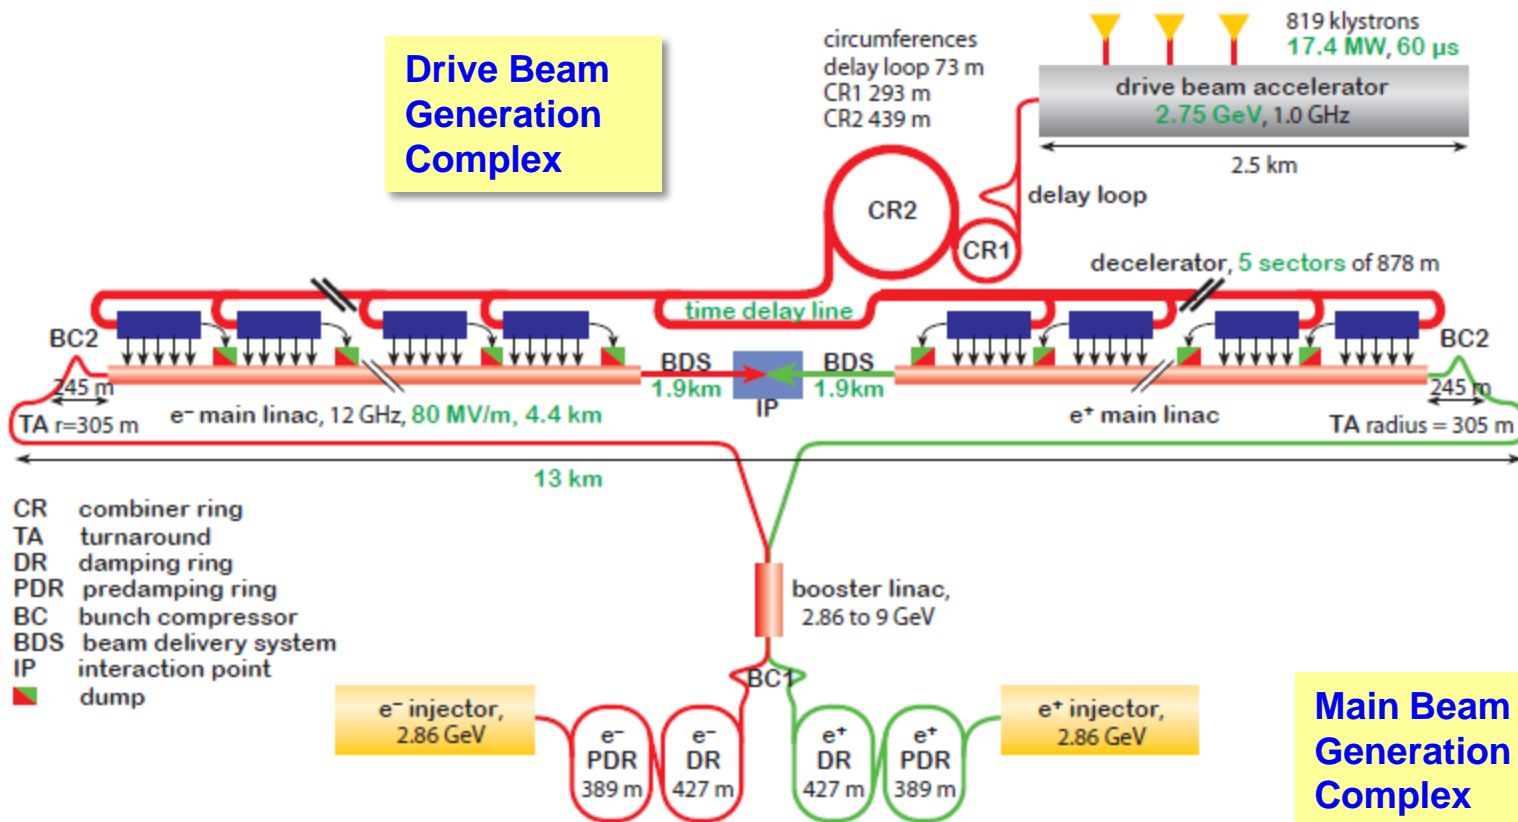 Drive Beam
Generation
Complex
circumferences
delay loop 73 m
CR1 293 m
CR2 439 m
819 klystrons
17.4 MW, 60 µs
drive beam accelerator
2.75 GeV, 1.0 GHz
2.5 km
delay loop
CR2
CR1
decelerator, 5 sectors of 878 m
time delay line
BC2
BC2
BDS
1.9km
IP
BDS
1.9km
245 m
245 m
TA r=305 m
e⁻ main linac, 12 GHz, 80 MV/m, 4.4 km
e⁺ main linac
TA radius = 305 m
13 km
CR combiner ring
TA turnaround
DR damping ring
PDR predamping ring
BC bunch compressor
BDS beam delivery system
IP interaction point
dump
booster linac,
2.86 to 9 GeV
BC1
e⁻ injector,
2.86 GeV
e⁻
PDR
389 m
e⁻
DR
427 m
e⁺
DR
427 m
e⁺
PDR
389 m
e⁺ injector,
2.86 GeV
Main Beam
Generation
Complex